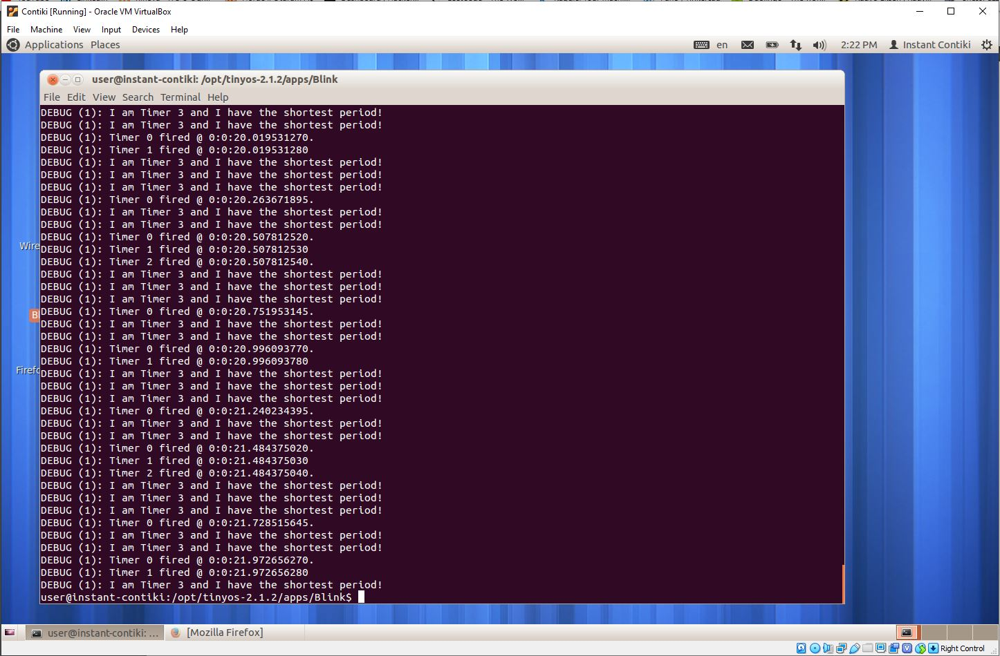 Contiki [Running] - Oracle VM VirtualBox
File Machine View Input Devices Help
Applications Places en 2:22 PM Instant Contiki
user@instant-contiki: /opt/tinyos-2.1.2/apps/Blink
File Edit View Search Terminal Help
DEBUG (1): I am Timer 3 and I have the shortest period!
DEBUG (1): I am Timer 3 and I have the shortest period!
DEBUG (1): Timer 0 fired @ 0:0:20.019531270.
DEBUG (1): Timer 1 fired @ 0:0:20.019531280
DEBUG (1): I am Timer 3 and I have the shortest period!
DEBUG (1): I am Timer 3 and I have the shortest period!
DEBUG (1): I am Timer 3 and I have the shortest period!
DEBUG (1): Timer 0 fired @ 0:0:20.263671895.
DEBUG (1): I am Timer 3 and I have the shortest period!
DEBUG (1): I am Timer 3 and I have the shortest period!
DEBUG (1): Timer 0 fired @ 0:0:20.507812520.
Wire
DEBUG (1): Timer 1 fired @ 0:0:20.507812530
DEBUG (1): Timer 2 fired @ 0:0:20.507812540.
DEBUG (1): I am Timer 3 and I have the shortest period!
DEBUG (1): I am Timer 3 and I have the shortest period!
DEBUG (1): I am Timer 3 and I have the shortest period!
DEBUG (1): Timer 0 fired @ 0:0:20.751953145.
DEBUG (1): I am Timer 3 and I have the shortest period!
DEBUG (1): I am Timer 3 and I have the shortest period!
DEBUG (1): Timer 0 fired @ 0:0:20.996093770.
DEBUG (1): Timer 1 fired @ 0:0:20.996093780
Firefo
DEBUG (1): I am Timer 3 and I have the shortest period!
DEBUG (1): I am Timer 3 and I have the shortest period!
DEBUG (1): I am Timer 3 and I have the shortest period!
DEBUG (1): Timer 0 fired @ 0:0:21.240234395.
DEBUG (1): I am Timer 3 and I have the shortest period!
DEBUG (1): I am Timer 3 and I have the shortest period!
DEBUG (1): Timer 0 fired @ 0:0:21.484375020.
DEBUG (1): Timer 1 fired @ 0:0:21.484375030
DEBUG (1): Timer 2 fired @ 0:0:21.484375040.
DEBUG (1): I am Timer 3 and I have the shortest period!
DEBUG (1): I am Timer 3 and I have the shortest period!
DEBUG (1): I am Timer 3 and I have the shortest period!
DEBUG (1): Timer 0 fired @ 0:0:21.728515645.
DEBUG (1): I am Timer 3 and I have the shortest period!
DEBUG (1): I am Timer 3 and I have the shortest period!
DEBUG (1): Timer 0 fired @ 0:0:21.972656270.
DEBUG (1): Timer 1 fired @ 0:0:21.972656280
DEBUG (1): I am Timer 3 and I have the shortest period!
user@instant-contiki:/opt/tinyos-2.1.2/apps/Blink$
user@instant-contiki: ... [Mozilla Firefox]
Right Control